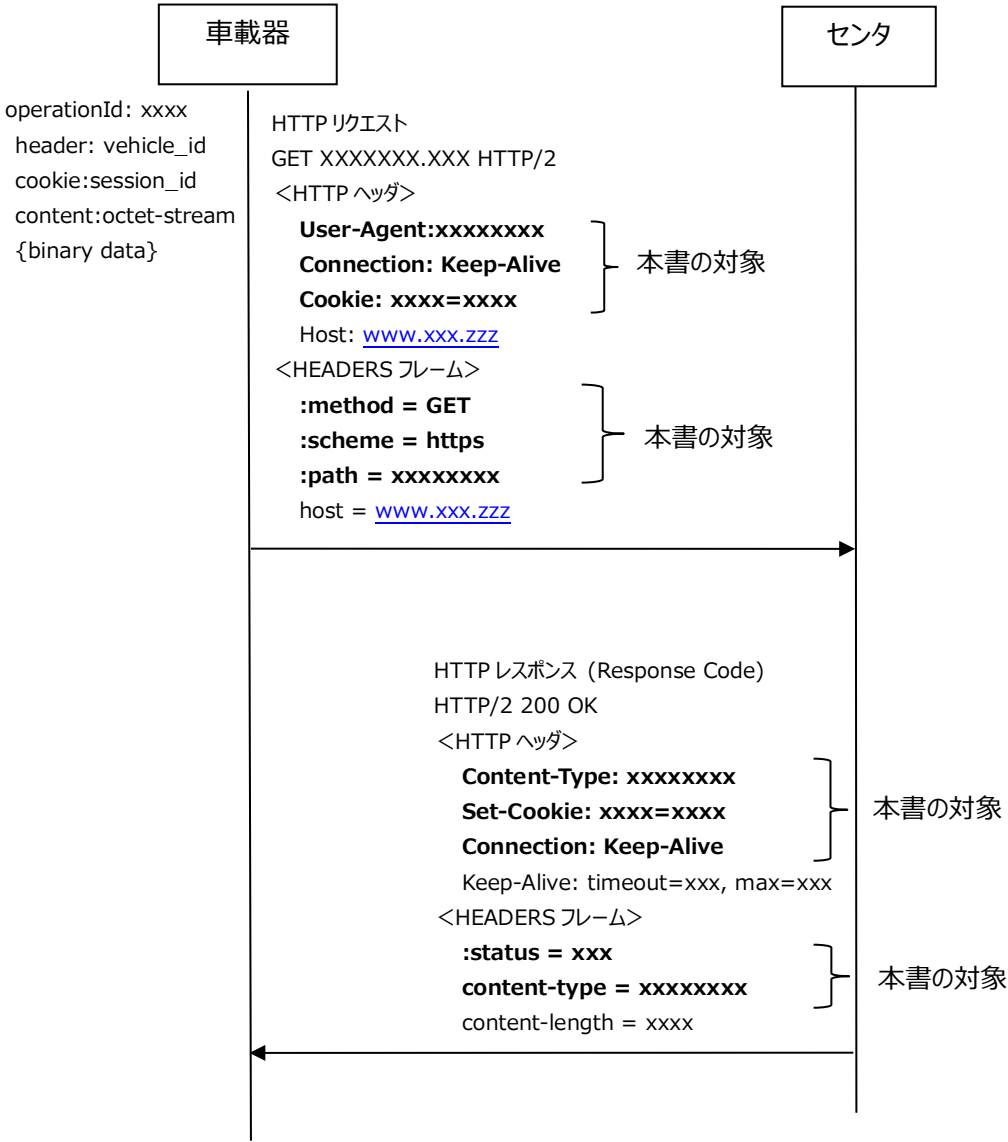 車載器
センタ
operationId: xxxx
header: vehicle_id
cookie:session_id
content:octet-stream
{binary data}
HTTP リクエスト
GET XXXXXXX.XXX HTTP/2
＜HTTP ヘッダ＞
User-Agent:xxxxxxxx
Connection: Keep-Alive
Cookie: xxxx=xxxx
本書の対象
Host: www.xxx.zzz
＜HEADERS フレーム＞
:method = GET
:scheme = https
:path = xxxxxxxx
本書の対象
host = www.xxx.zzz
HTTP レスポンス (Response Code)
HTTP/2 200 OK
＜HTTP ヘッダ＞
Content-Type: xxxxxxxx
Set-Cookie: xxxx=xxxx
Connection: Keep-Alive
本書の対象
Keep-Alive: timeout=xxx, max=xxx
＜HEADERS フレーム＞
:status = xxx
content-type = xxxxxxxx
本書の対象
content-length = xxxx